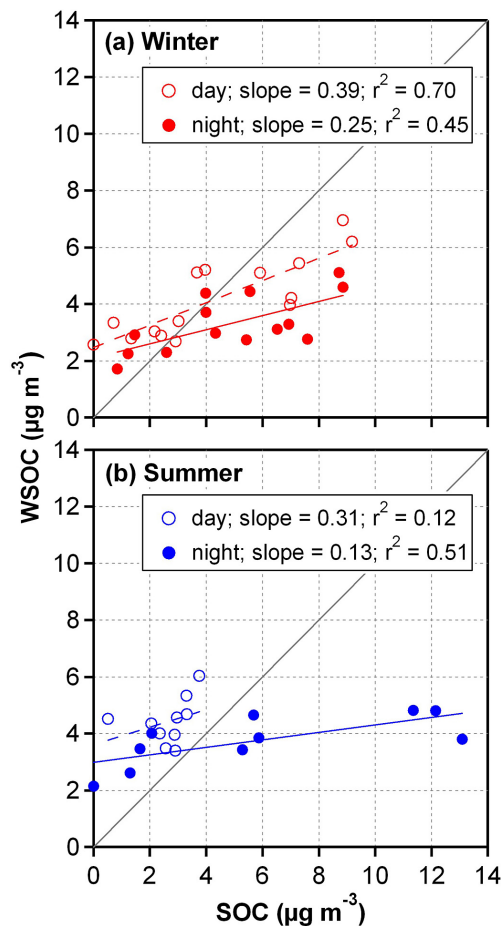 14
(a) Winter
12
day; slope = 0.39; r² = 0.70
night; slope = 0.25; r² = 0.45
10
8
6
4
2
0
WSOC (µg m⁻³)
14
(b) Summer
12
day; slope = 0.31; r² = 0.12
night; slope = 0.13; r² = 0.51
10
8
6
4
2
0
0 2 4 6 8 10 12 14
SOC (µg m⁻³)